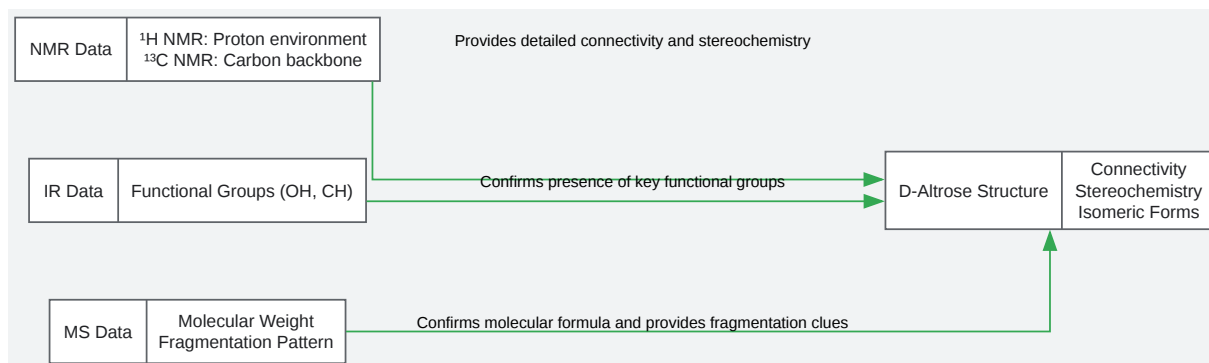 NMR Data
¹H NMR: Proton environment
¹³C NMR: Carbon backbone
Provides detailed connectivity and stereochemistry
IR Data
Functional Groups (OH, CH)
Confirms presence of key functional groups
D-Altrose Structure
Connectivity
Stereochemistry
Isomeric Forms
MS Data
Molecular Weight
Fragmentation Pattern
Confirms molecular formula and provides fragmentation clues